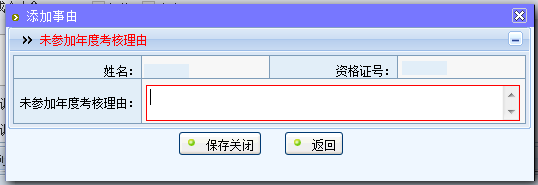 添加事由
未参加年度考核理由
姓名： 资格证号：
未参加年度考核理由：
保存关闭 返回